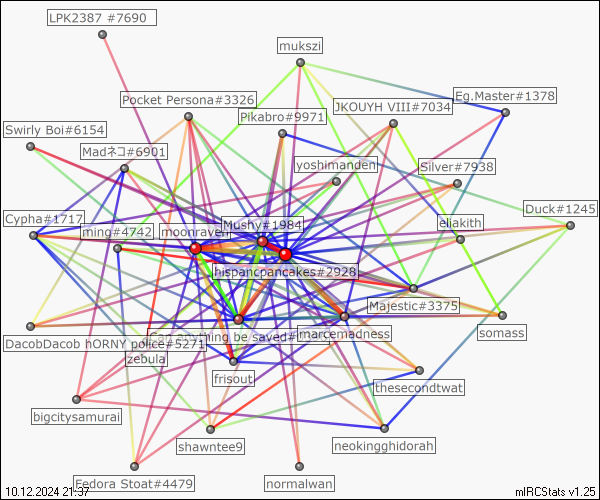 LPK2387 #7690
mukszi
Pocket Persona#3326
Pikabro#9971
JKOUYH VIII#7034
Eg.Master#1378
Swirly Boi#6154
Madネコ#6901
yoshimanden
Silver#7938
Cypha#1717
ming#4742
moonraven
Mushy#1984
eliakith
Duck#1245
hispancpancakes#2928
Majestic#3375
somass
DacobDacob hORNY police#5271
Can anything be saved#
marcemadness
zebula
frisout
thesecondtwat
bigcitysamurai
shawntee9
neokingghidorah
Fedora Stoat#4479
normalwan
10.12.2024 21:37
mIRCStats v1.25